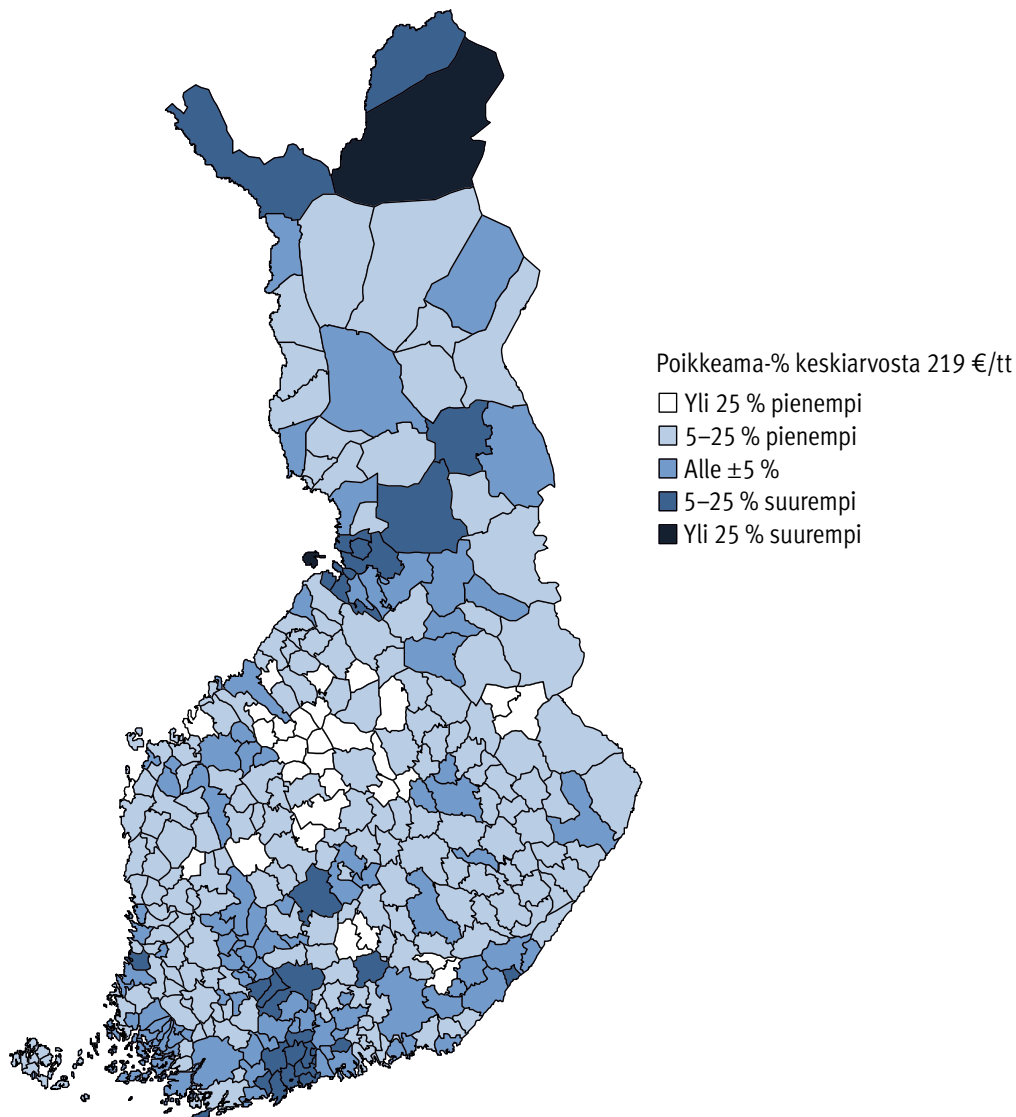 Poikkeama-% keskiarvosta 219 €/tt
Yli 25 % pienempi
5–25 % pienempi
Alle ±5 %
5–25 % suurempi
Yli 25 % suurempi